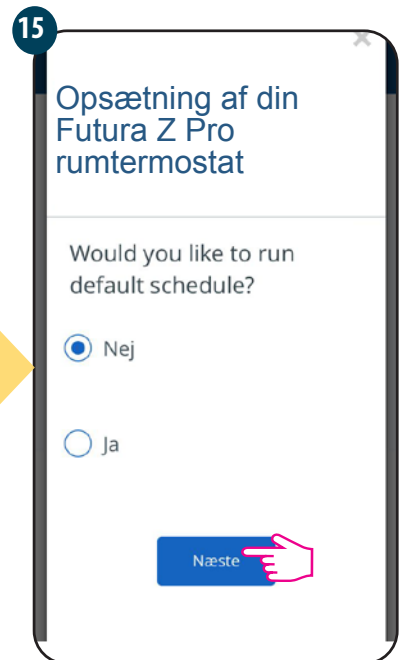 15
Opsætning af din
Futura Z Pro
rumtermostat
Would you like to run
default schedule?
Nej
Ja
Næste